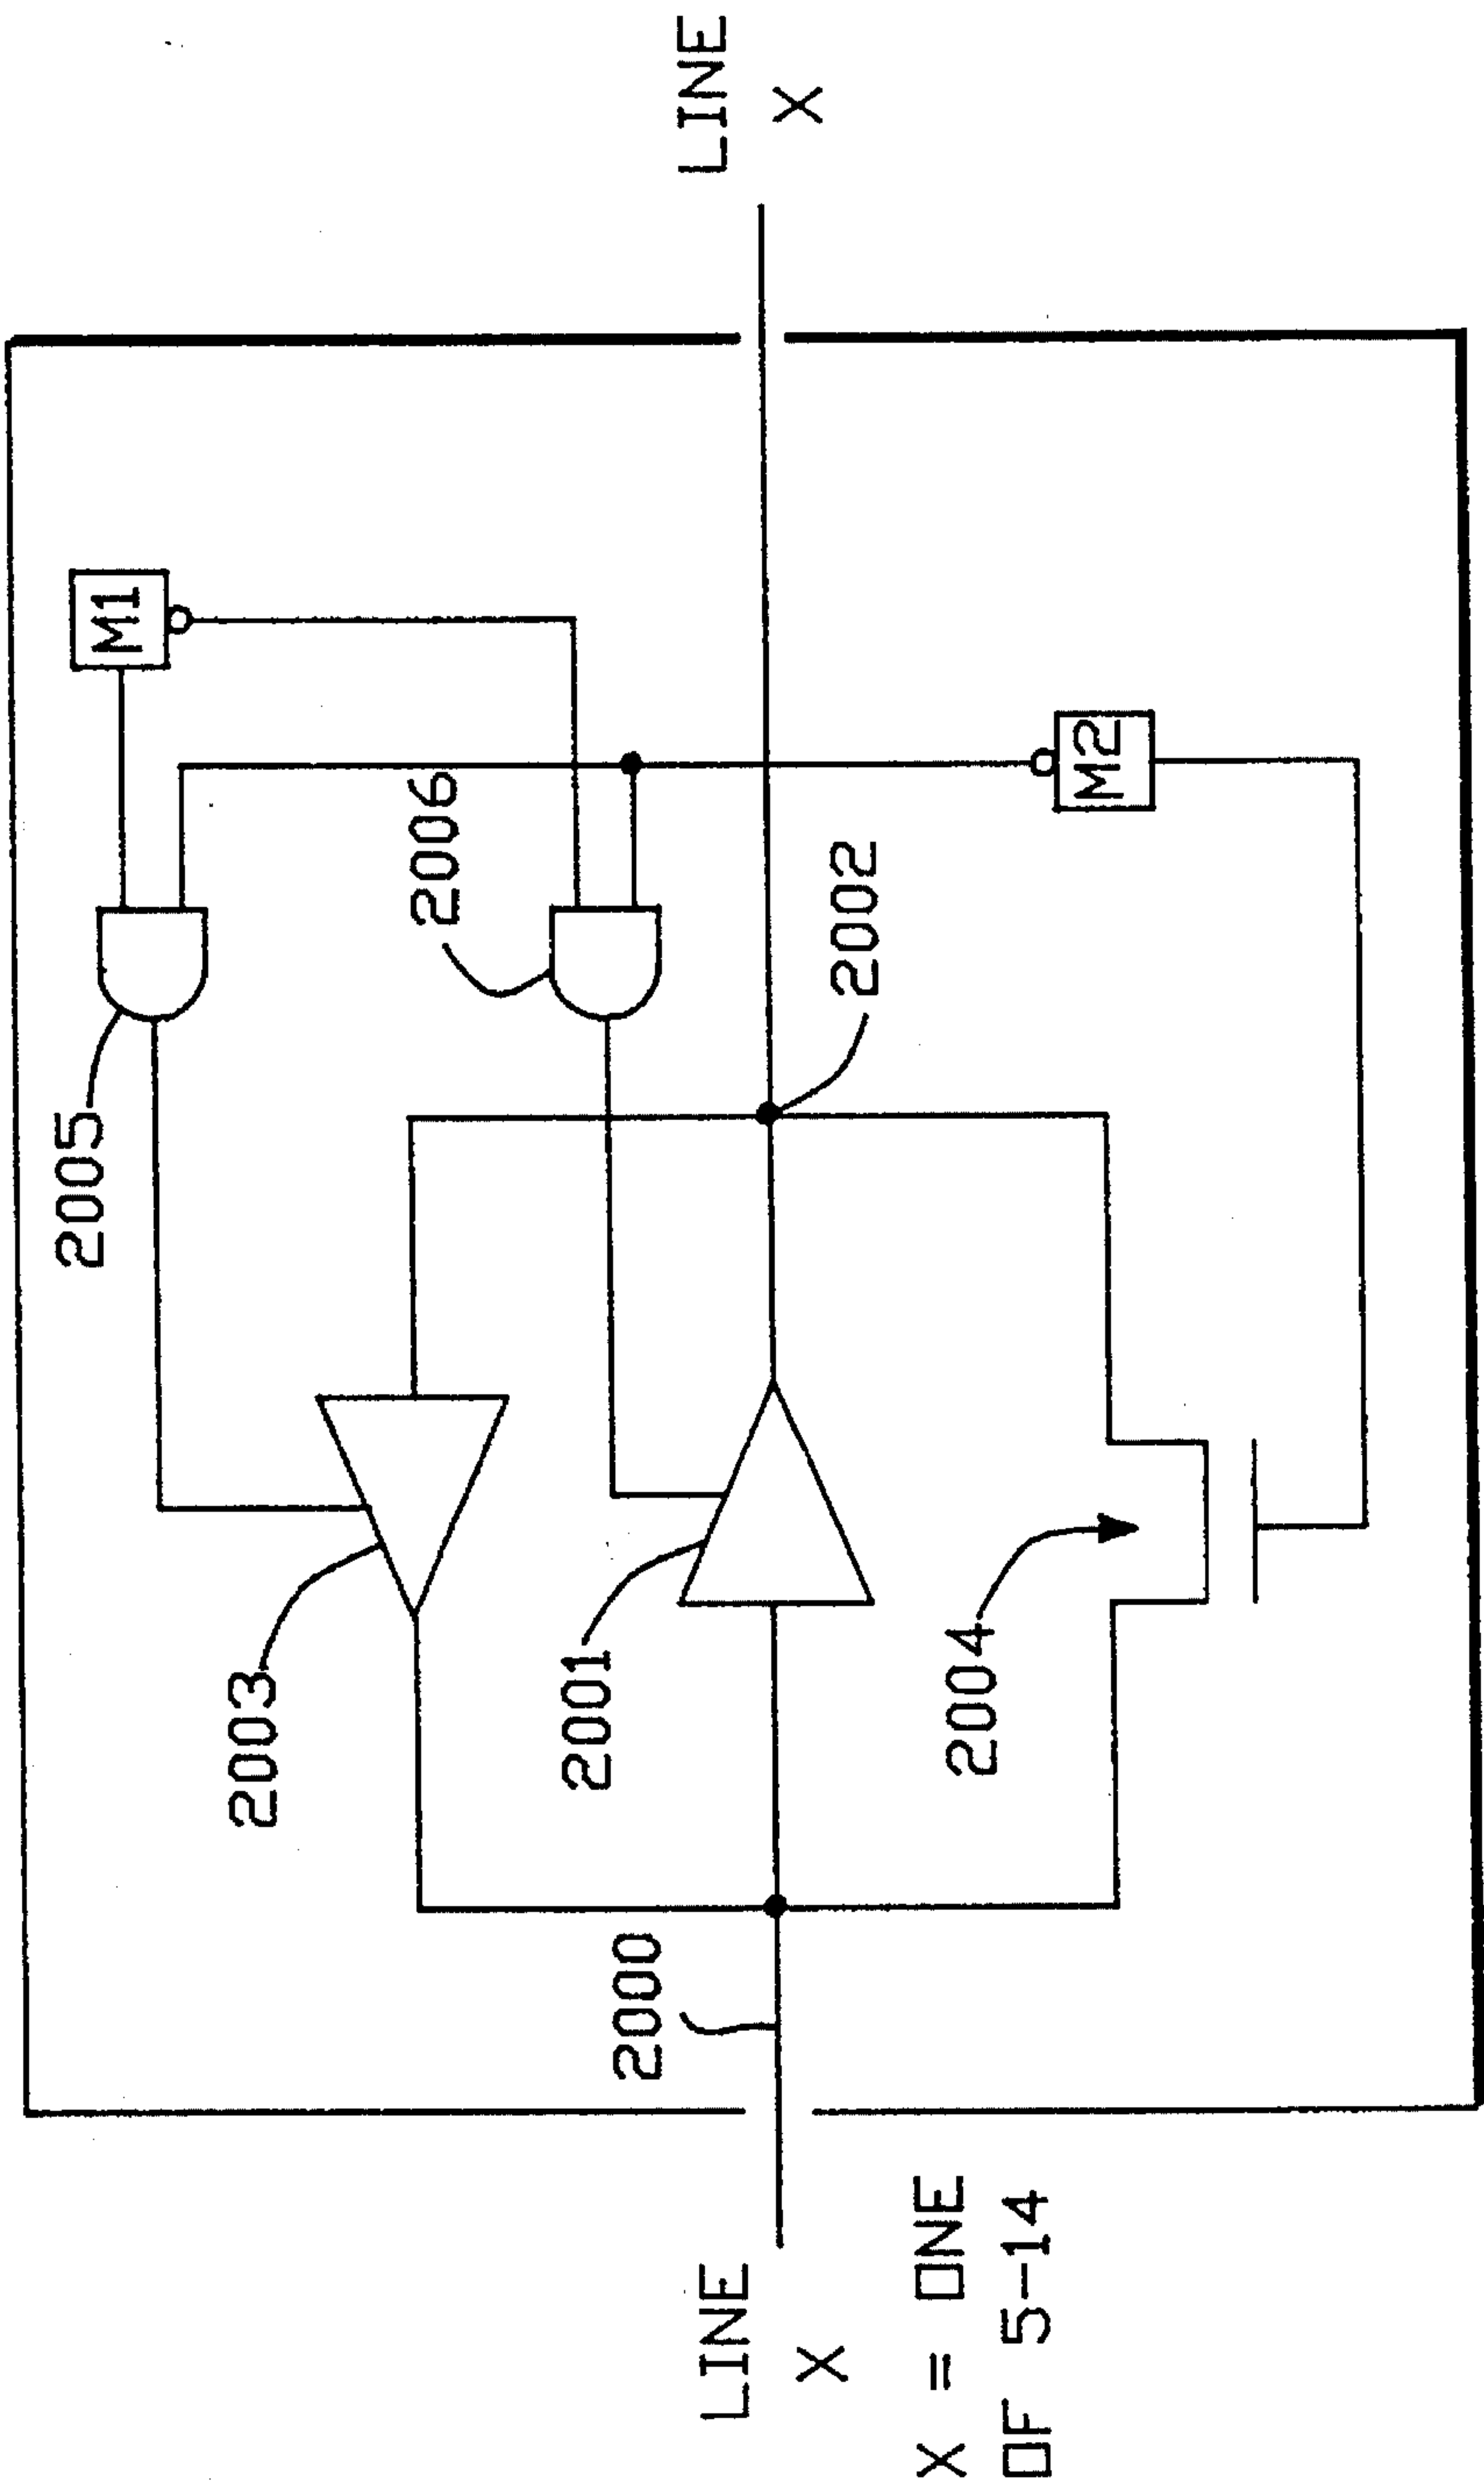 M1
2005
2006
2003
LINE
X
2001
2002
2000
LINE
X
2004
M2
X = ONE
OF 5-14